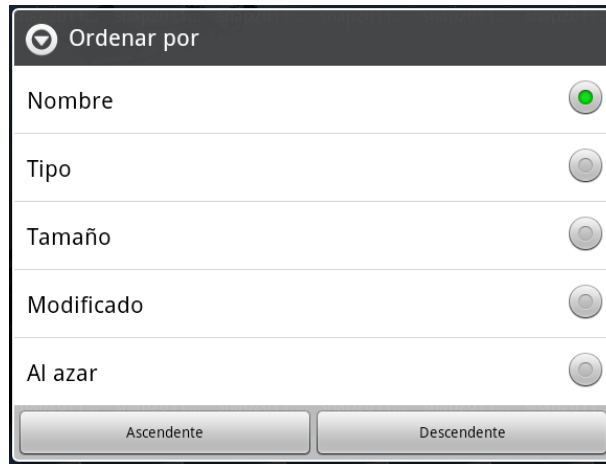 Ordenar por
Nombre
Tipo
Tamaño
Modificado
Al azar
Ascendente Descendente